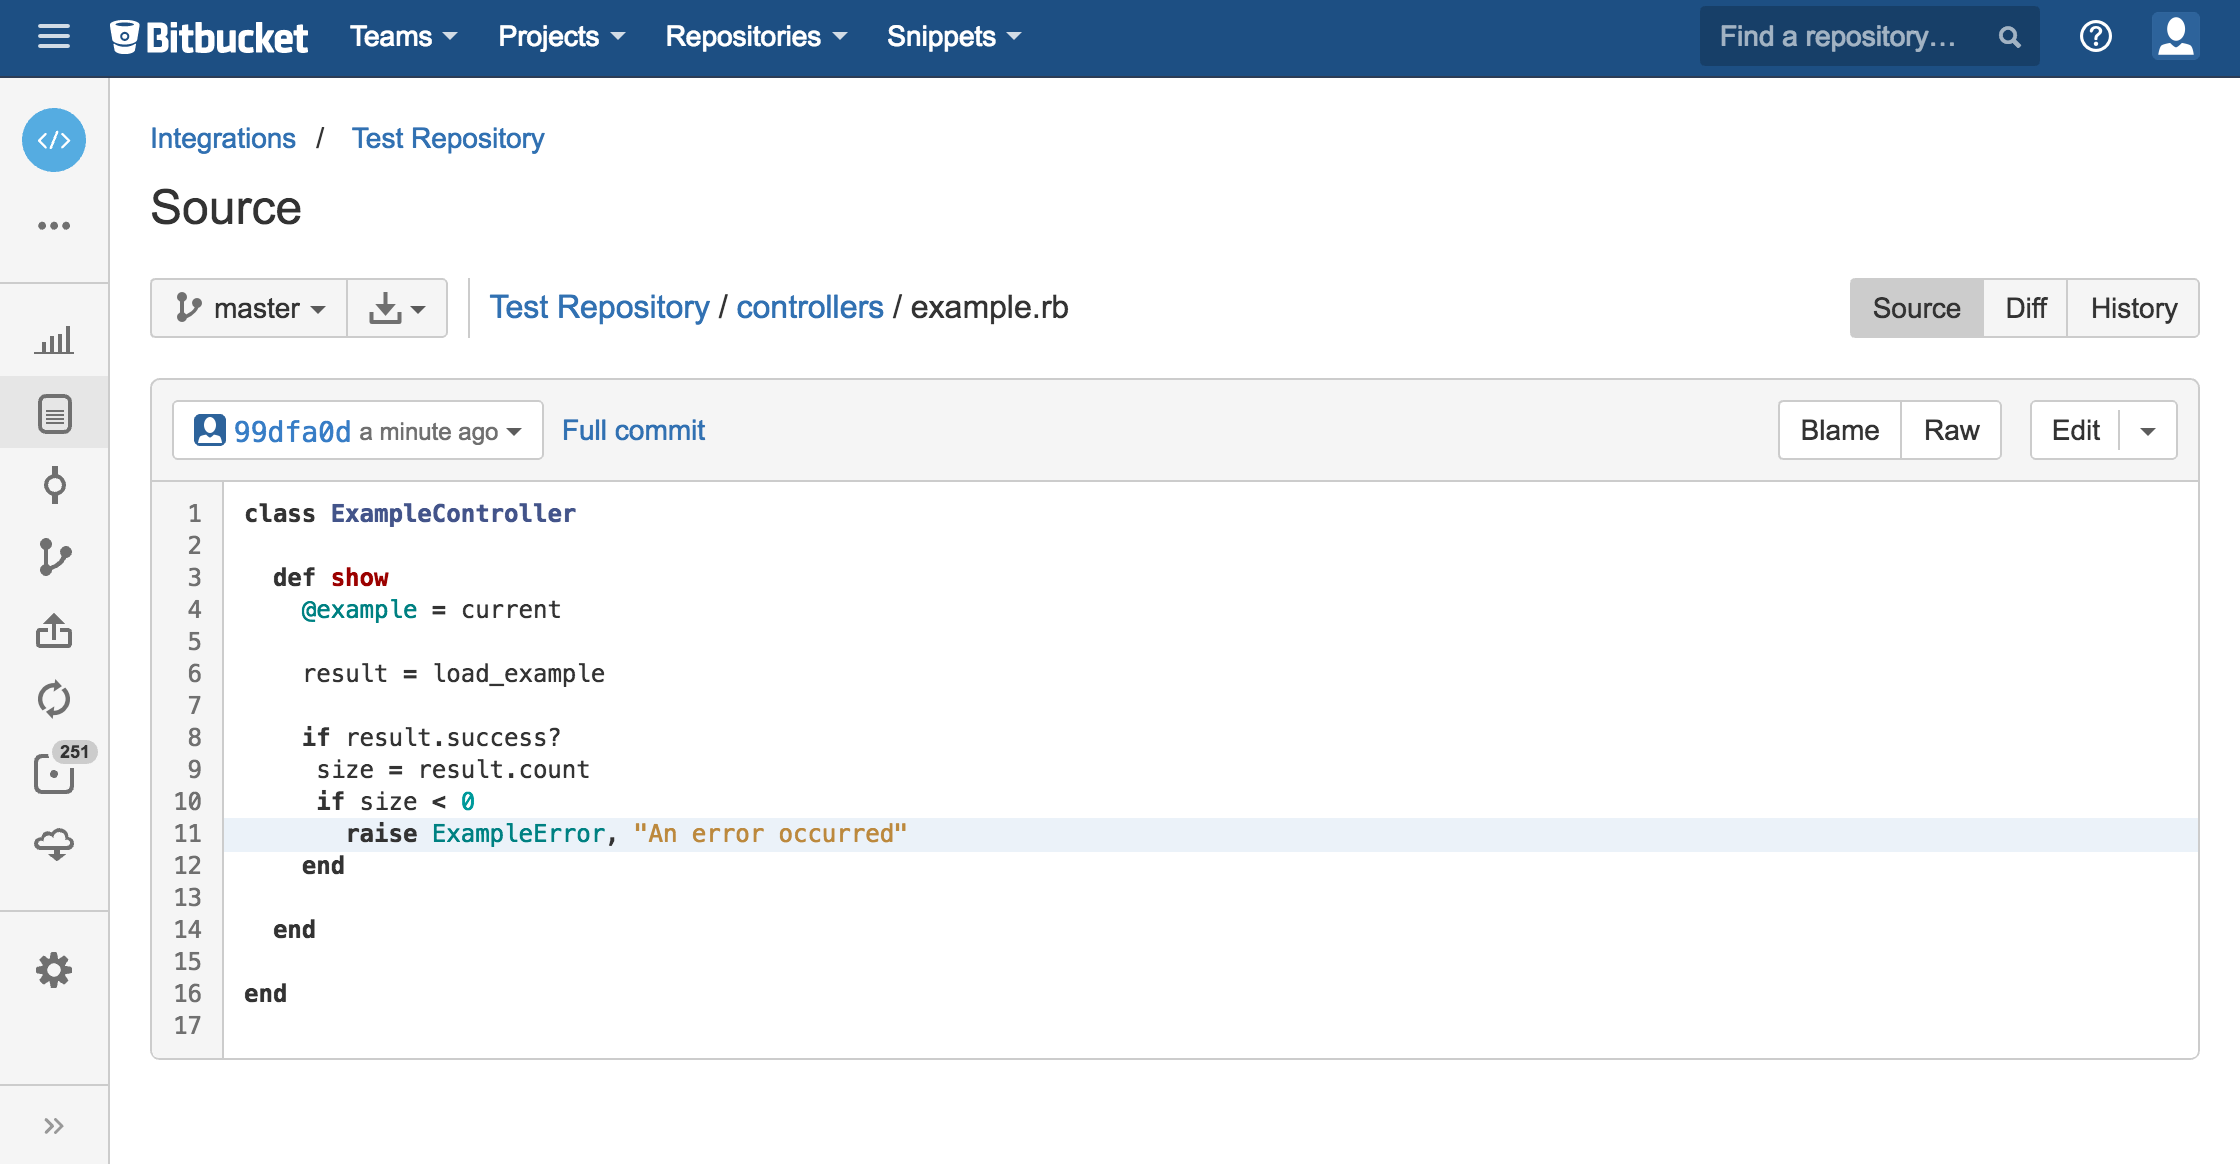 Bitbucket Teams Projects Repositories Snippets Find a repository...
Integrations / Test Repository
Source
master Test Repository / controllers / example.rb Source Diff History
99dfa0d a minute ago Full commit Blame Raw Edit
1 class ExampleController
2
3   def show
4     @example = current
5
6     result = load_example
7
8     if result.success?
9      size = result.count
10      if size < 0
11        raise ExampleError, "An error occurred"
12     end
13
14   end
15
16 end
17
251